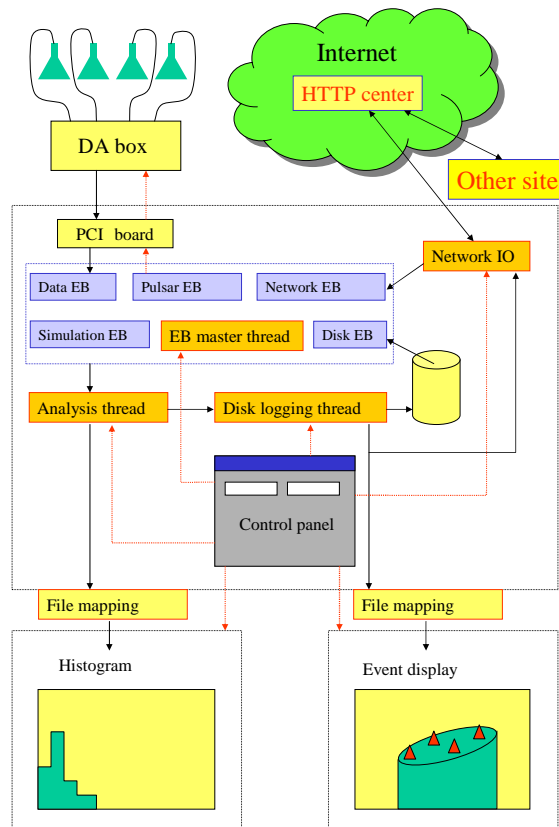 Internet
HTTP center
DA box
Other site
PCI board
Network IO
Data EB
Pulsar EB
Network EB
Simulation EB
EB master thread
Disk EB
Analysis thread
Disk logging thread
Control panel
File mapping
File mapping
Histogram
Event display